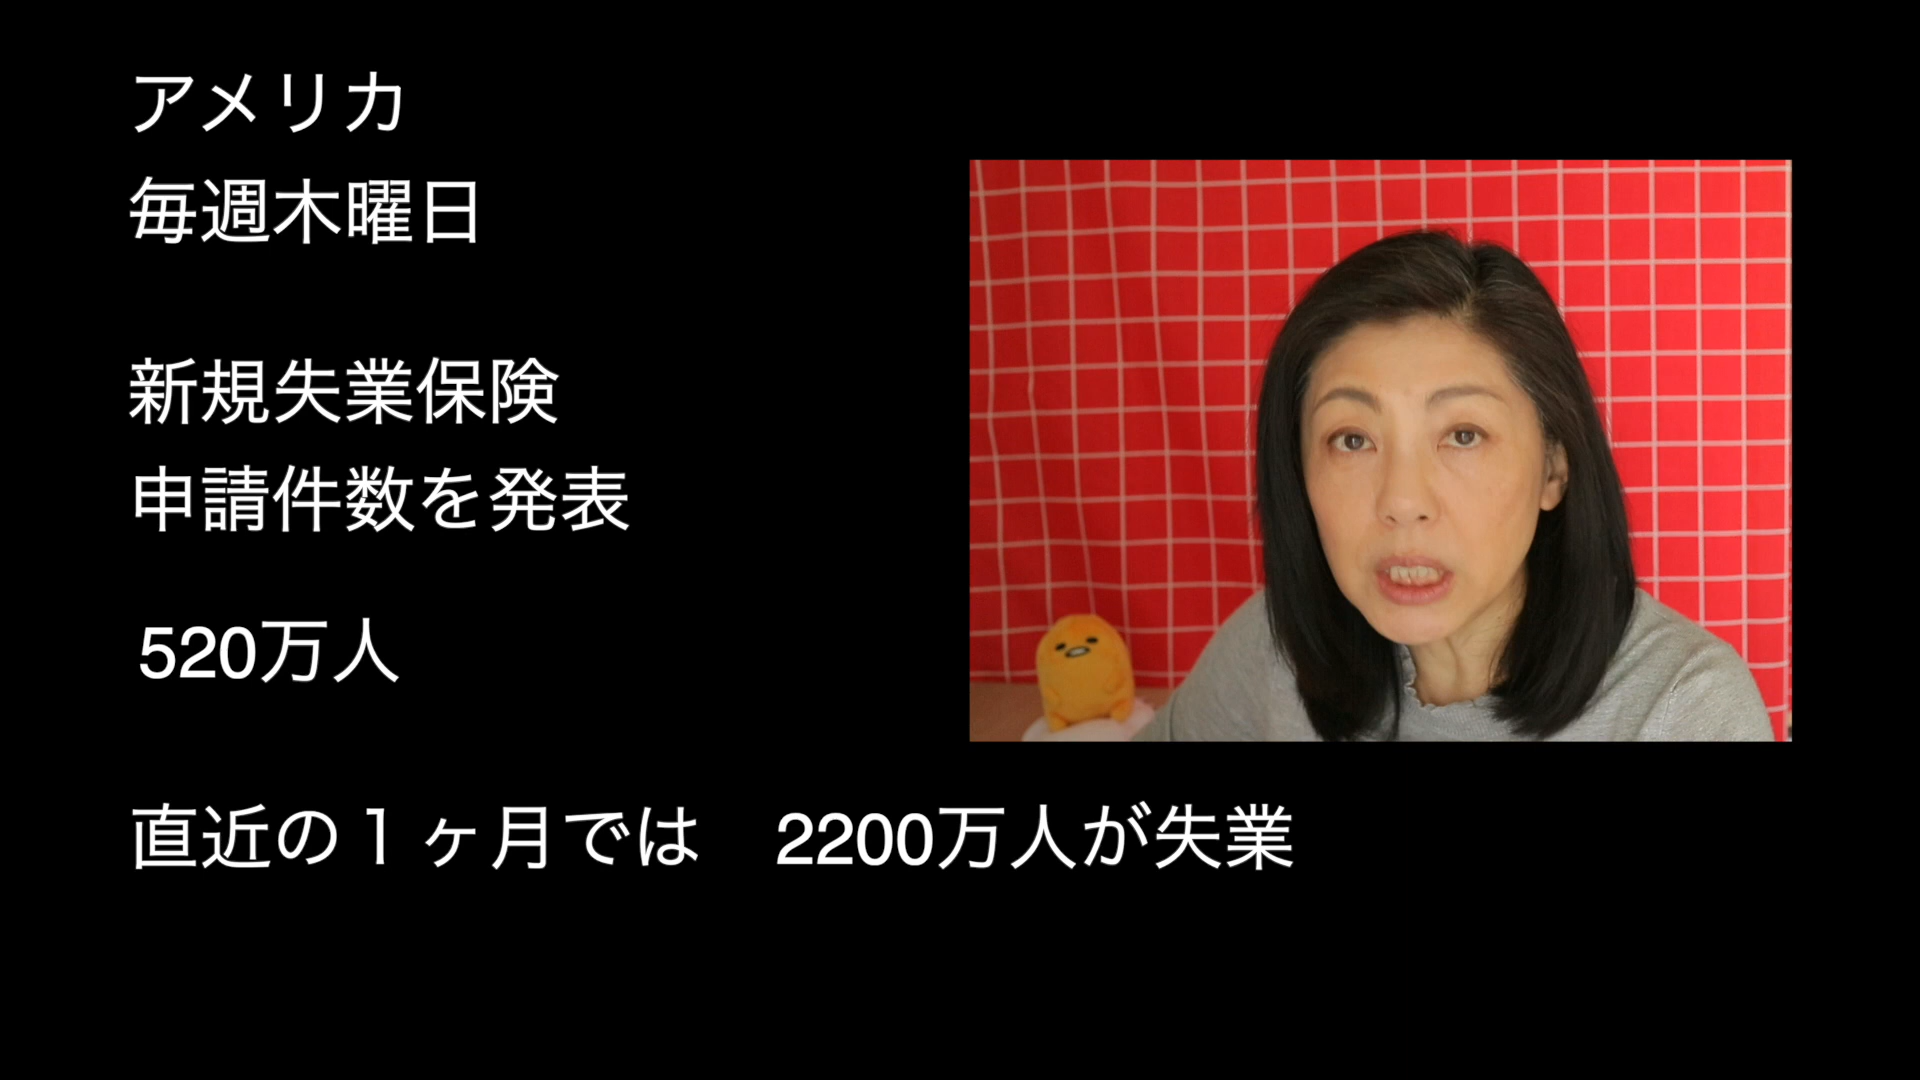 アメリカ
毎週木曜日
新規失業保険
申請件数を発表
520万人
直近の１ヶ月では　2200万人が失業